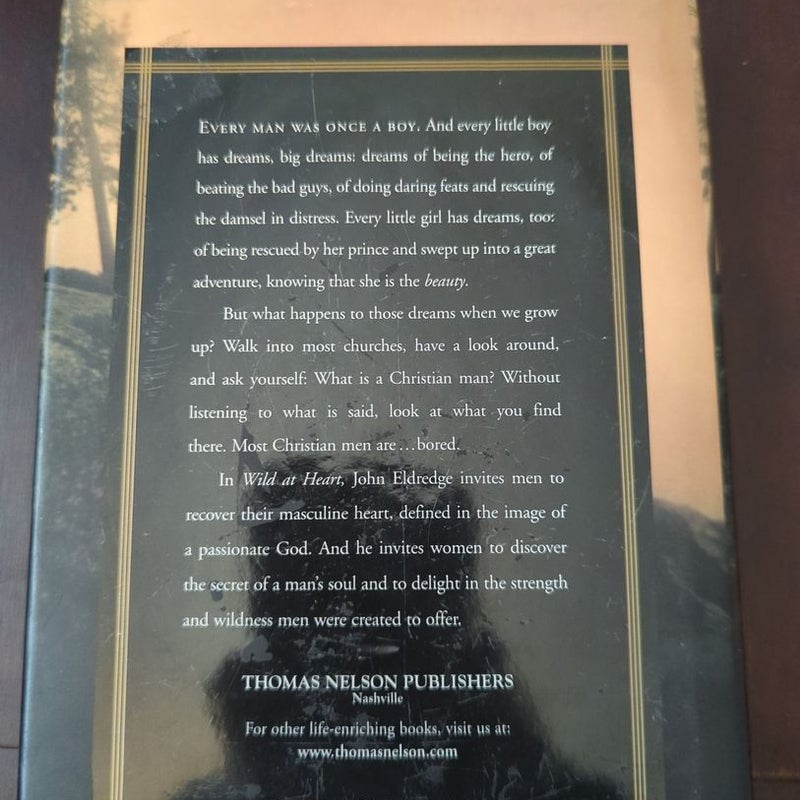 EVERY MAN WAS ONCE A BOY. And every little boy
has dreams, big dreams: dreams of being the hero, of
beating the bad guys, of doing daring feats and rescuing
the damsel in distress. Every little girl has dreams, too:
of being rescued by her prince and swept up into a great
adventure, knowing that she is the beauty.
But what happens to those dreams when we grow
up? Walk into most churches, have a look around,
and ask yourself: What is a Christian man? Without
listening to what is said, look at what you find
there. Most Christian men are...bored.
In Wild at Heart, John Eldredge invites men to
recover their masculine heart, defined in the image of
a passionate God. And he invites women to discover
the secret of a man's soul and to delight in the strength
and wildness men were created to offer.
THOMAS NELSON PUBLISHERS
Nashville
For other life-enriching books, visit us at:
www.thomasnelson.com